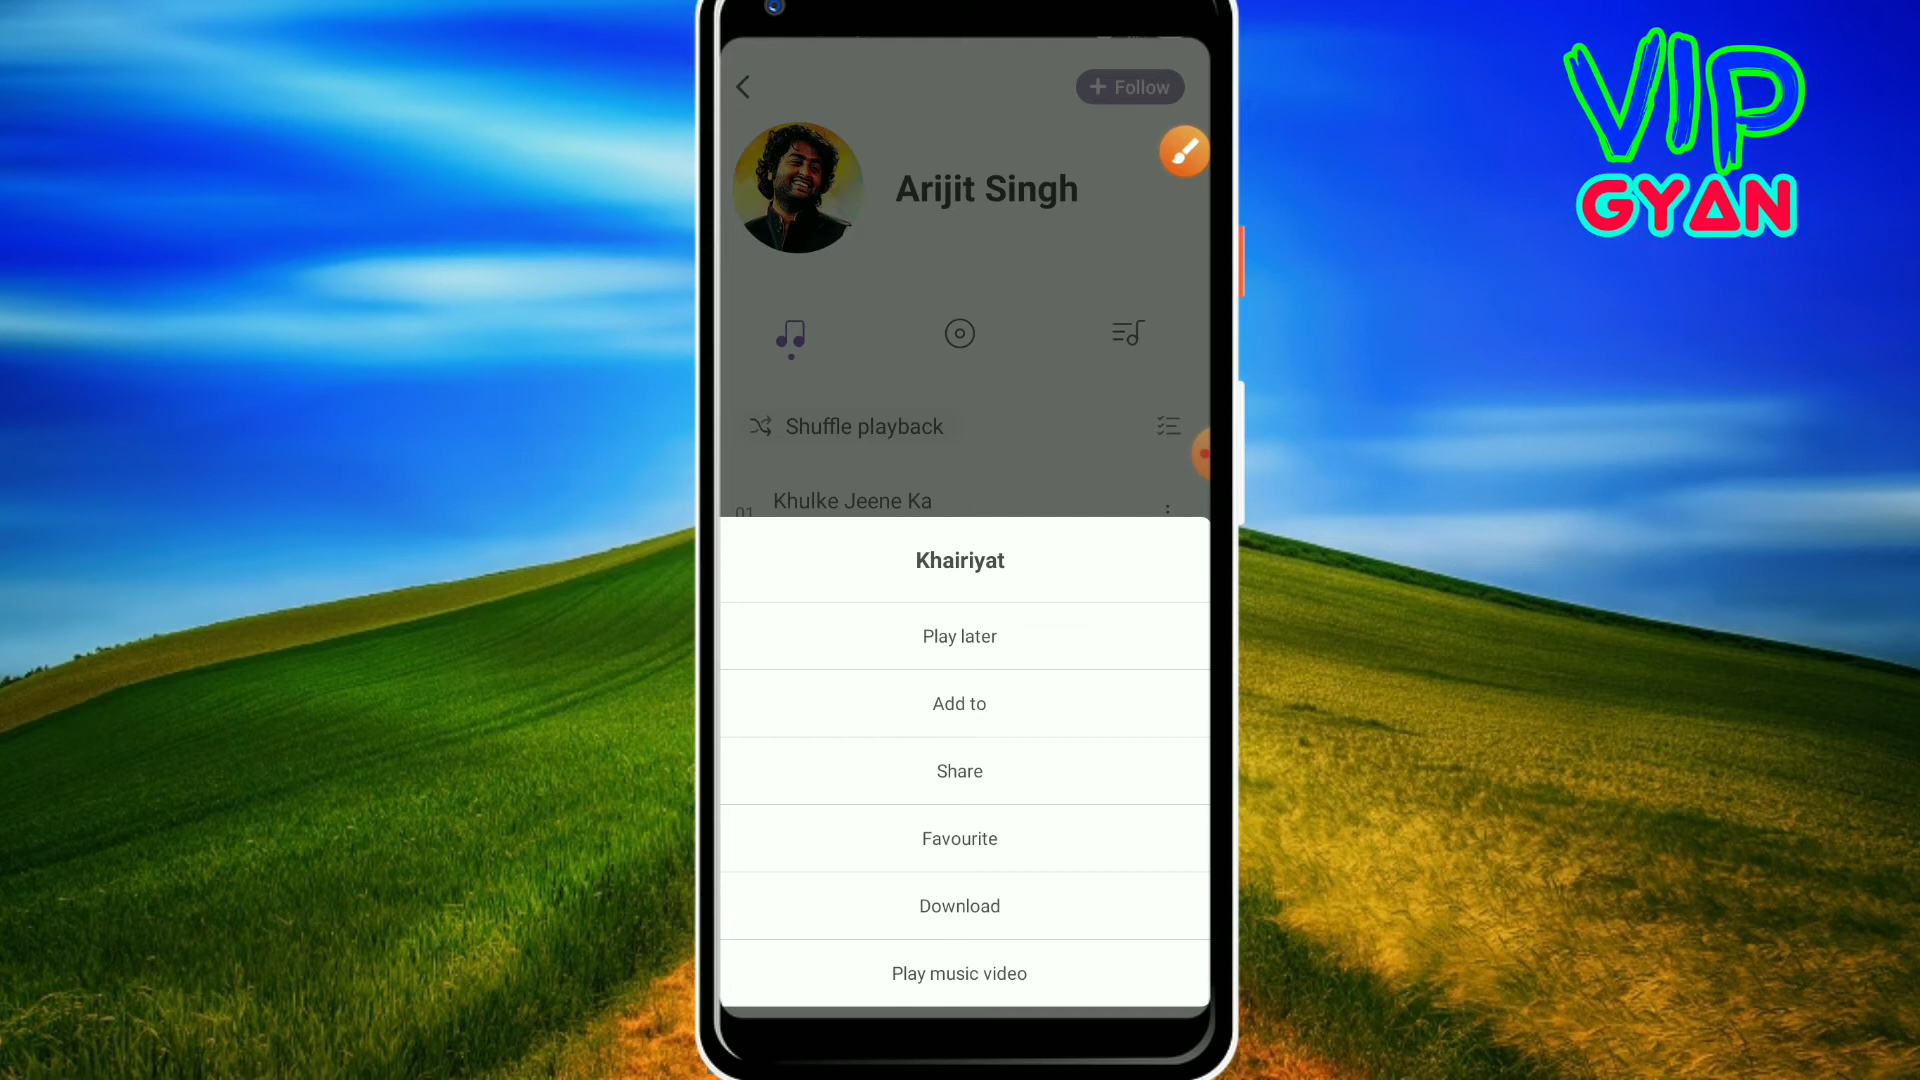 VIP
GYAN
+ Follow
Arijit Singh
Shuffle playback
Khulke Jeene Ka
01
Khairiyat
Play later
Add to
Share
Favourite
Download
Play music video